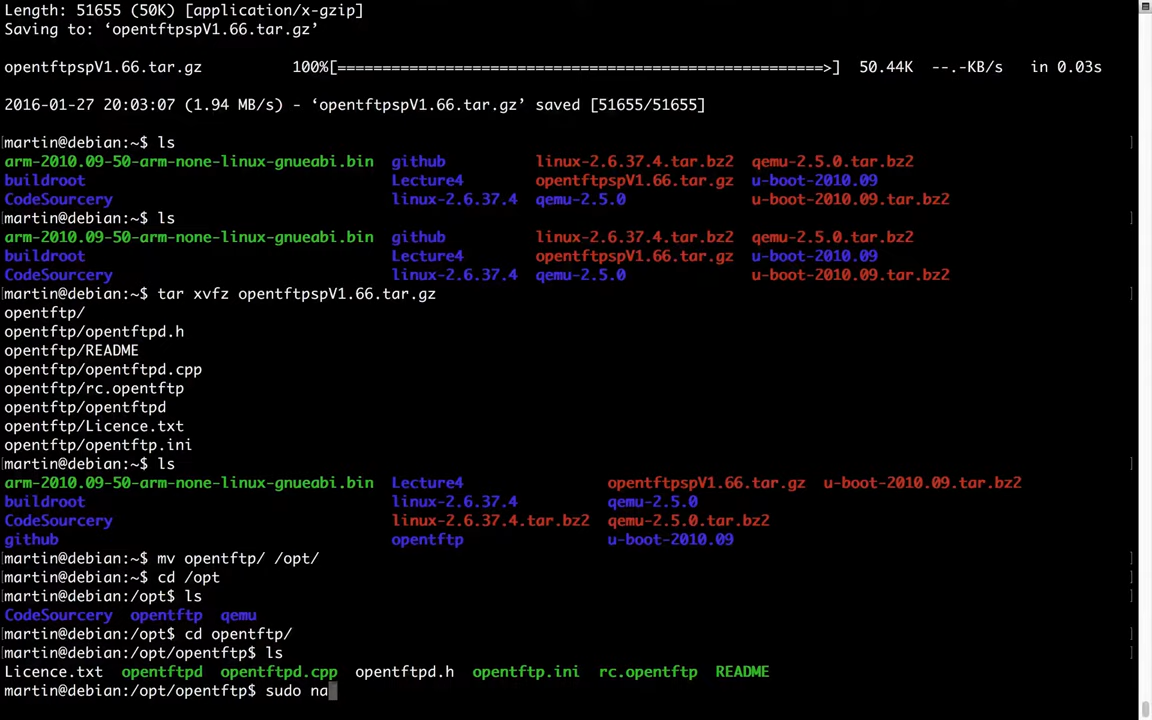 Length: 51655 (50K) [application/x-gzip]
Saving to: ‘opentftpspV1.66.tar.gz’
opentftpspV1.66.tar.gz 100%[======================================================>] 50.44K --.-KB/s in 0.03s
2016-01-27 20:03:07 (1.94 MB/s) - ‘opentftpspV1.66.tar.gz’ saved [51655/51655]
[martin@debian:~$ ls ]
arm-2010.09-50-arm-none-linux-gnueabi.bin github linux-2.6.37.4.tar.bz2 qemu-2.5.0.tar.bz2
buildroot Lecture4 opentftpspV1.66.tar.gz u-boot-2010.09
CodeSourcery linux-2.6.37.4 qemu-2.5.0 u-boot-2010.09.tar.bz2
[martin@debian:~$ ls ]
arm-2010.09-50-arm-none-linux-gnueabi.bin github linux-2.6.37.4.tar.bz2 qemu-2.5.0.tar.bz2
buildroot Lecture4 opentftpspV1.66.tar.gz u-boot-2010.09
CodeSourcery linux-2.6.37.4 qemu-2.5.0 u-boot-2010.09.tar.bz2
[martin@debian:~$ tar xvfz opentftpspV1.66.tar.gz ]
opentftp/
opentftp/opentftpd.h
opentftp/README
opentftp/opentftpd.cpp
opentftp/rc.opentftp
opentftp/opentftpd
opentftp/Licence.txt
opentftp/opentftp.ini
[martin@debian:~$ ls ]
arm-2010.09-50-arm-none-linux-gnueabi.bin Lecture4 opentftpspV1.66.tar.gz u-boot-2010.09.tar.bz2
buildroot linux-2.6.37.4 qemu-2.5.0
CodeSourcery linux-2.6.37.4.tar.bz2 qemu-2.5.0.tar.bz2
github opentftp u-boot-2010.09
[martin@debian:~$ mv opentftp/ /opt/ ]
[martin@debian:~$ cd /opt ]
[martin@debian:/opt$ ls ]
CodeSourcery opentftp qemu
[martin@debian:/opt$ cd opentftp/ ]
[martin@debian:/opt/opentftp$ ls ]
Licence.txt opentftpd opentftpd.cpp opentftpd.h opentftp.ini rc.opentftp README
martin@debian:/opt/opentftp$ sudo na